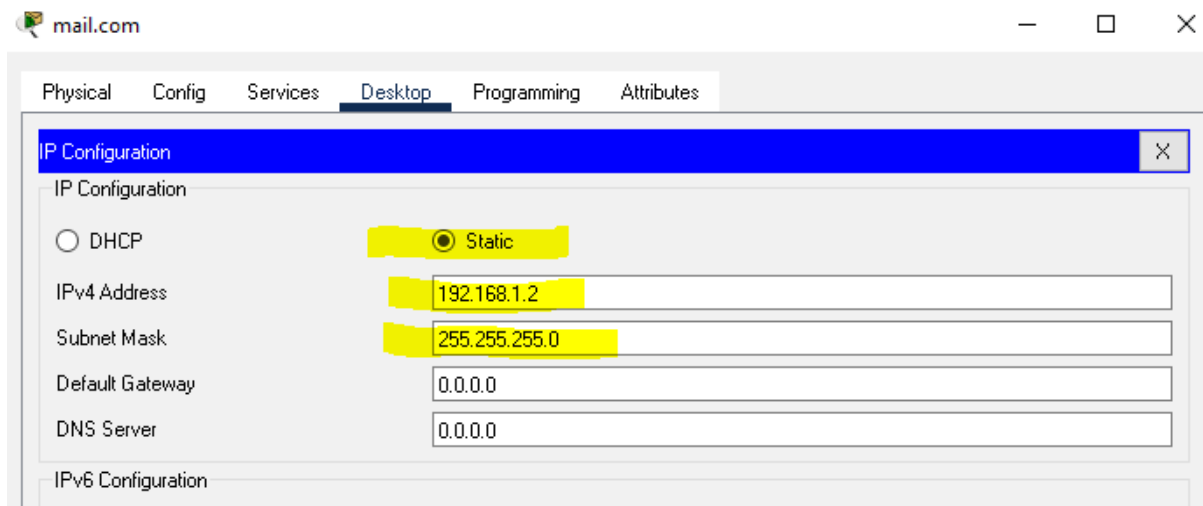 mail.com
Physical Config Services Desktop Programming Attributes
IP Configuration X
IP Configuration
DHCP Static
IPv4 Address 192.168.1.2
Subnet Mask 255.255.255.0
Default Gateway 0.0.0.0
DNS Server 0.0.0.0
IPv6 Configuration